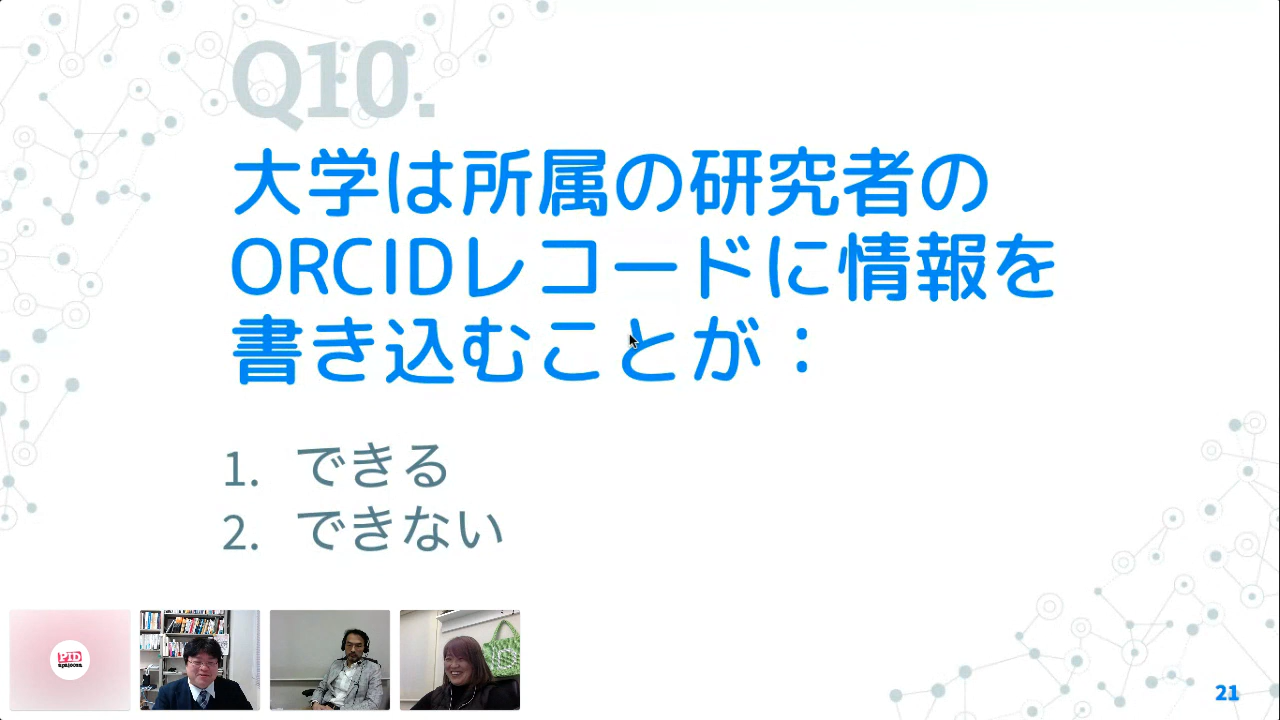 Q10.
大学は所属の研究者の
ORCIDレコードに情報を
書き込むことが：
1. できる
2. できない
PID
apalooza
21